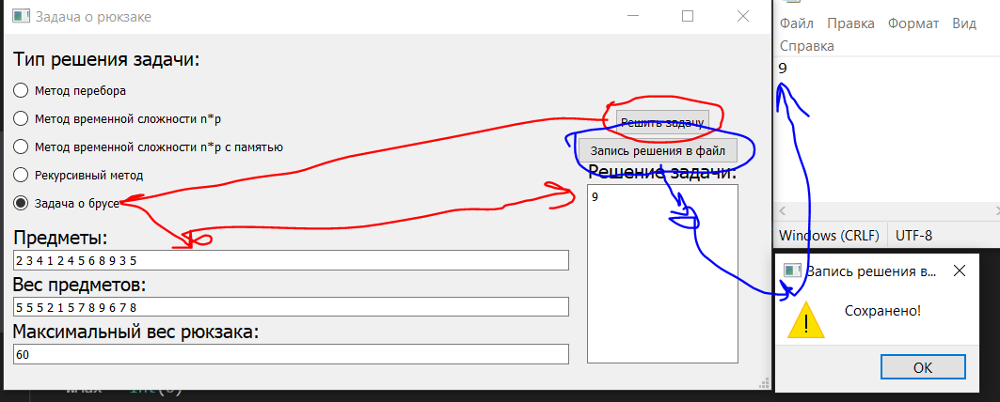 Задача о рюкзаке
Тип решения задачи:
Метод перебора
Метод временной сложности n*p
Метод временной сложности n*p с памятью
Рекурсивный метод
Задача о брусе
Предметы:
2 3 4 1 2 4 5 6 8 9 3 5
Вес предметов:
5 5 5 2 1 5 7 8 9 6 7 8
Максимальный вес рюкзака:
60
Решить задачу
Запись решения в файл
Решение задачи:
9
Файл Правка Формат Вид
Справка
9
Windows (CRLF) UTF-8
Запись решения в...
Сохранено!
OK